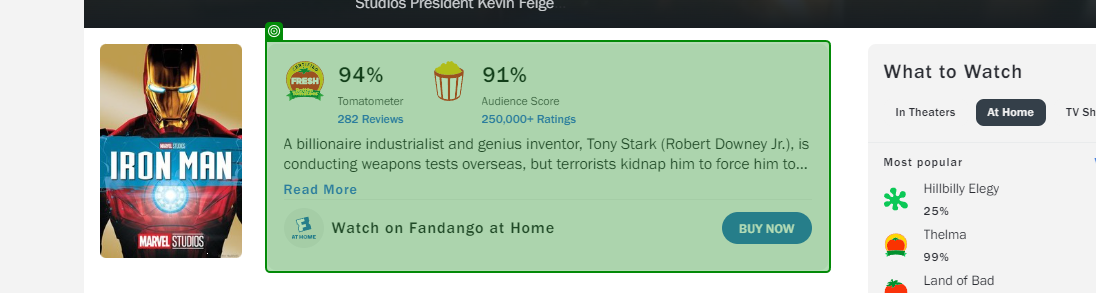 Studios President Kevin Feige
MARVEL STUDIOS
IRON MAN
MARVEL STUDIOS
CERTIFIED
FRESH
94%
Tomatometer
282 Reviews
91%
Audience Score
250,000+ Ratings
A billionaire industrialist and genius inventor, Tony Stark (Robert Downey Jr.), is
conducting weapons tests overseas, but terrorists kidnap him to force him to...
Read More
AT HOME
Watch on Fandango at Home
BUY NOW
What to Watch
In Theaters
At Home
TV Sh
Most popular
Hillbilly Elegy
25%
Thelma
99%
Land of Bad